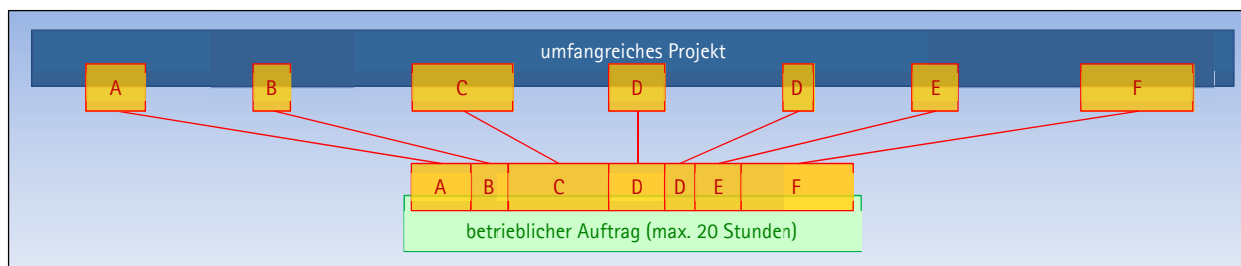 umfangreiches Projekt
A B C D D E F
A B C D D E F
betrieblicher Auftrag (max. 20 Stunden)